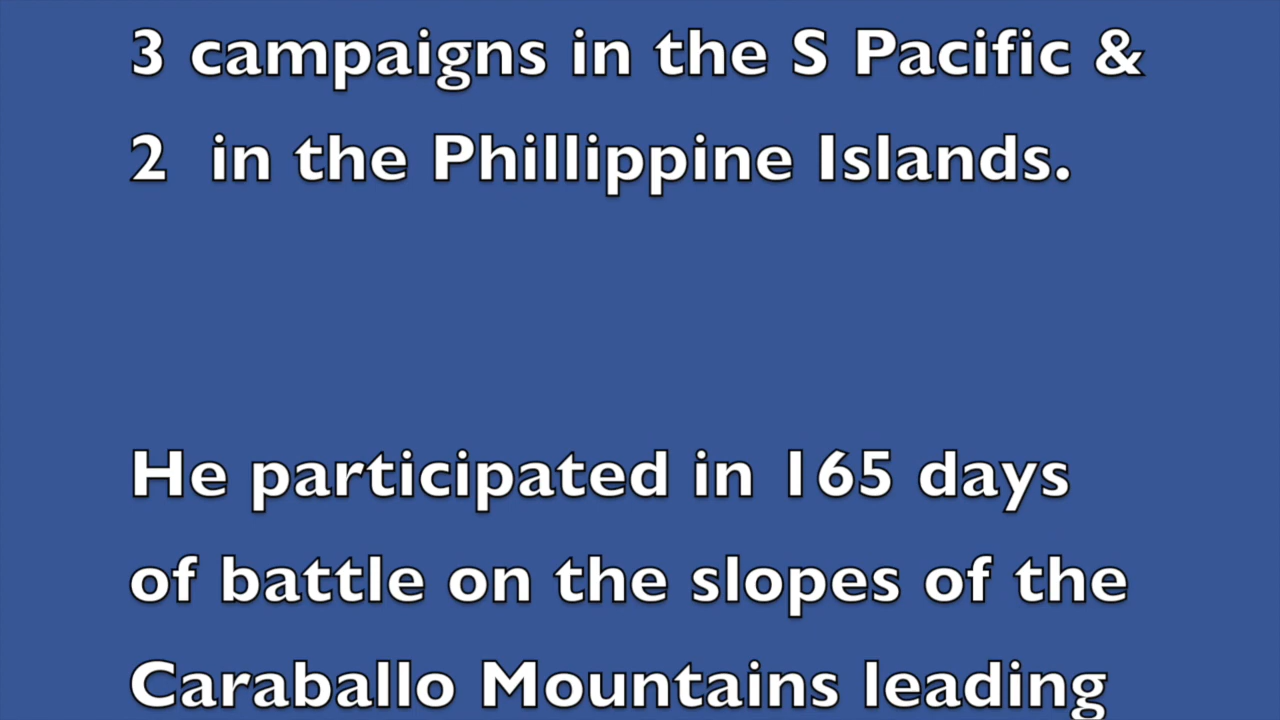 3 campaigns in the S Pacific &
2 in the Phillippine Islands.
He participated in 165 days
of battle on the slopes of the
Caraballo Mountains leading